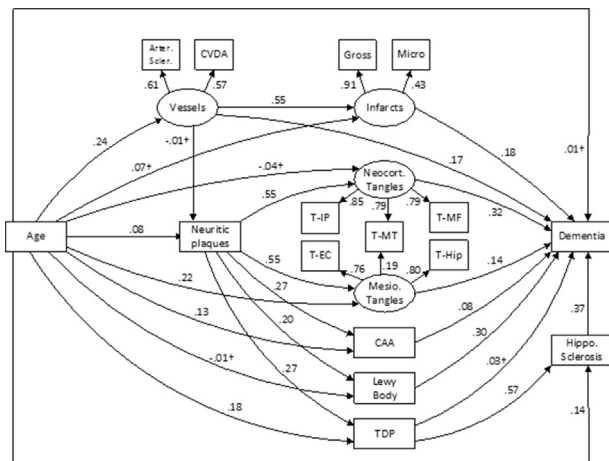 Arter.
Scler.
CVDA
Gross
Micro
.61
.57
.91
.43
Vessels
.55
Infarcts
.24
-.01+
.07+
.17
.18
.01+
-.04+
Neocort.
Tangles
.55
.85
.79
.79
.32
T-IP
T-MT
T-MF
Age
.08
Neuritic
plaques
Dementia
T-EC
T-Hip
.55
.76
.19
.80
.22
Mesio.
Tangles
.14
.27
.13
.20
CAA
.08
.30
.37
-.01+
.27
Lewy
Body
.03+
.57
Hippo.
Sclerosis
.18
TDP
.14